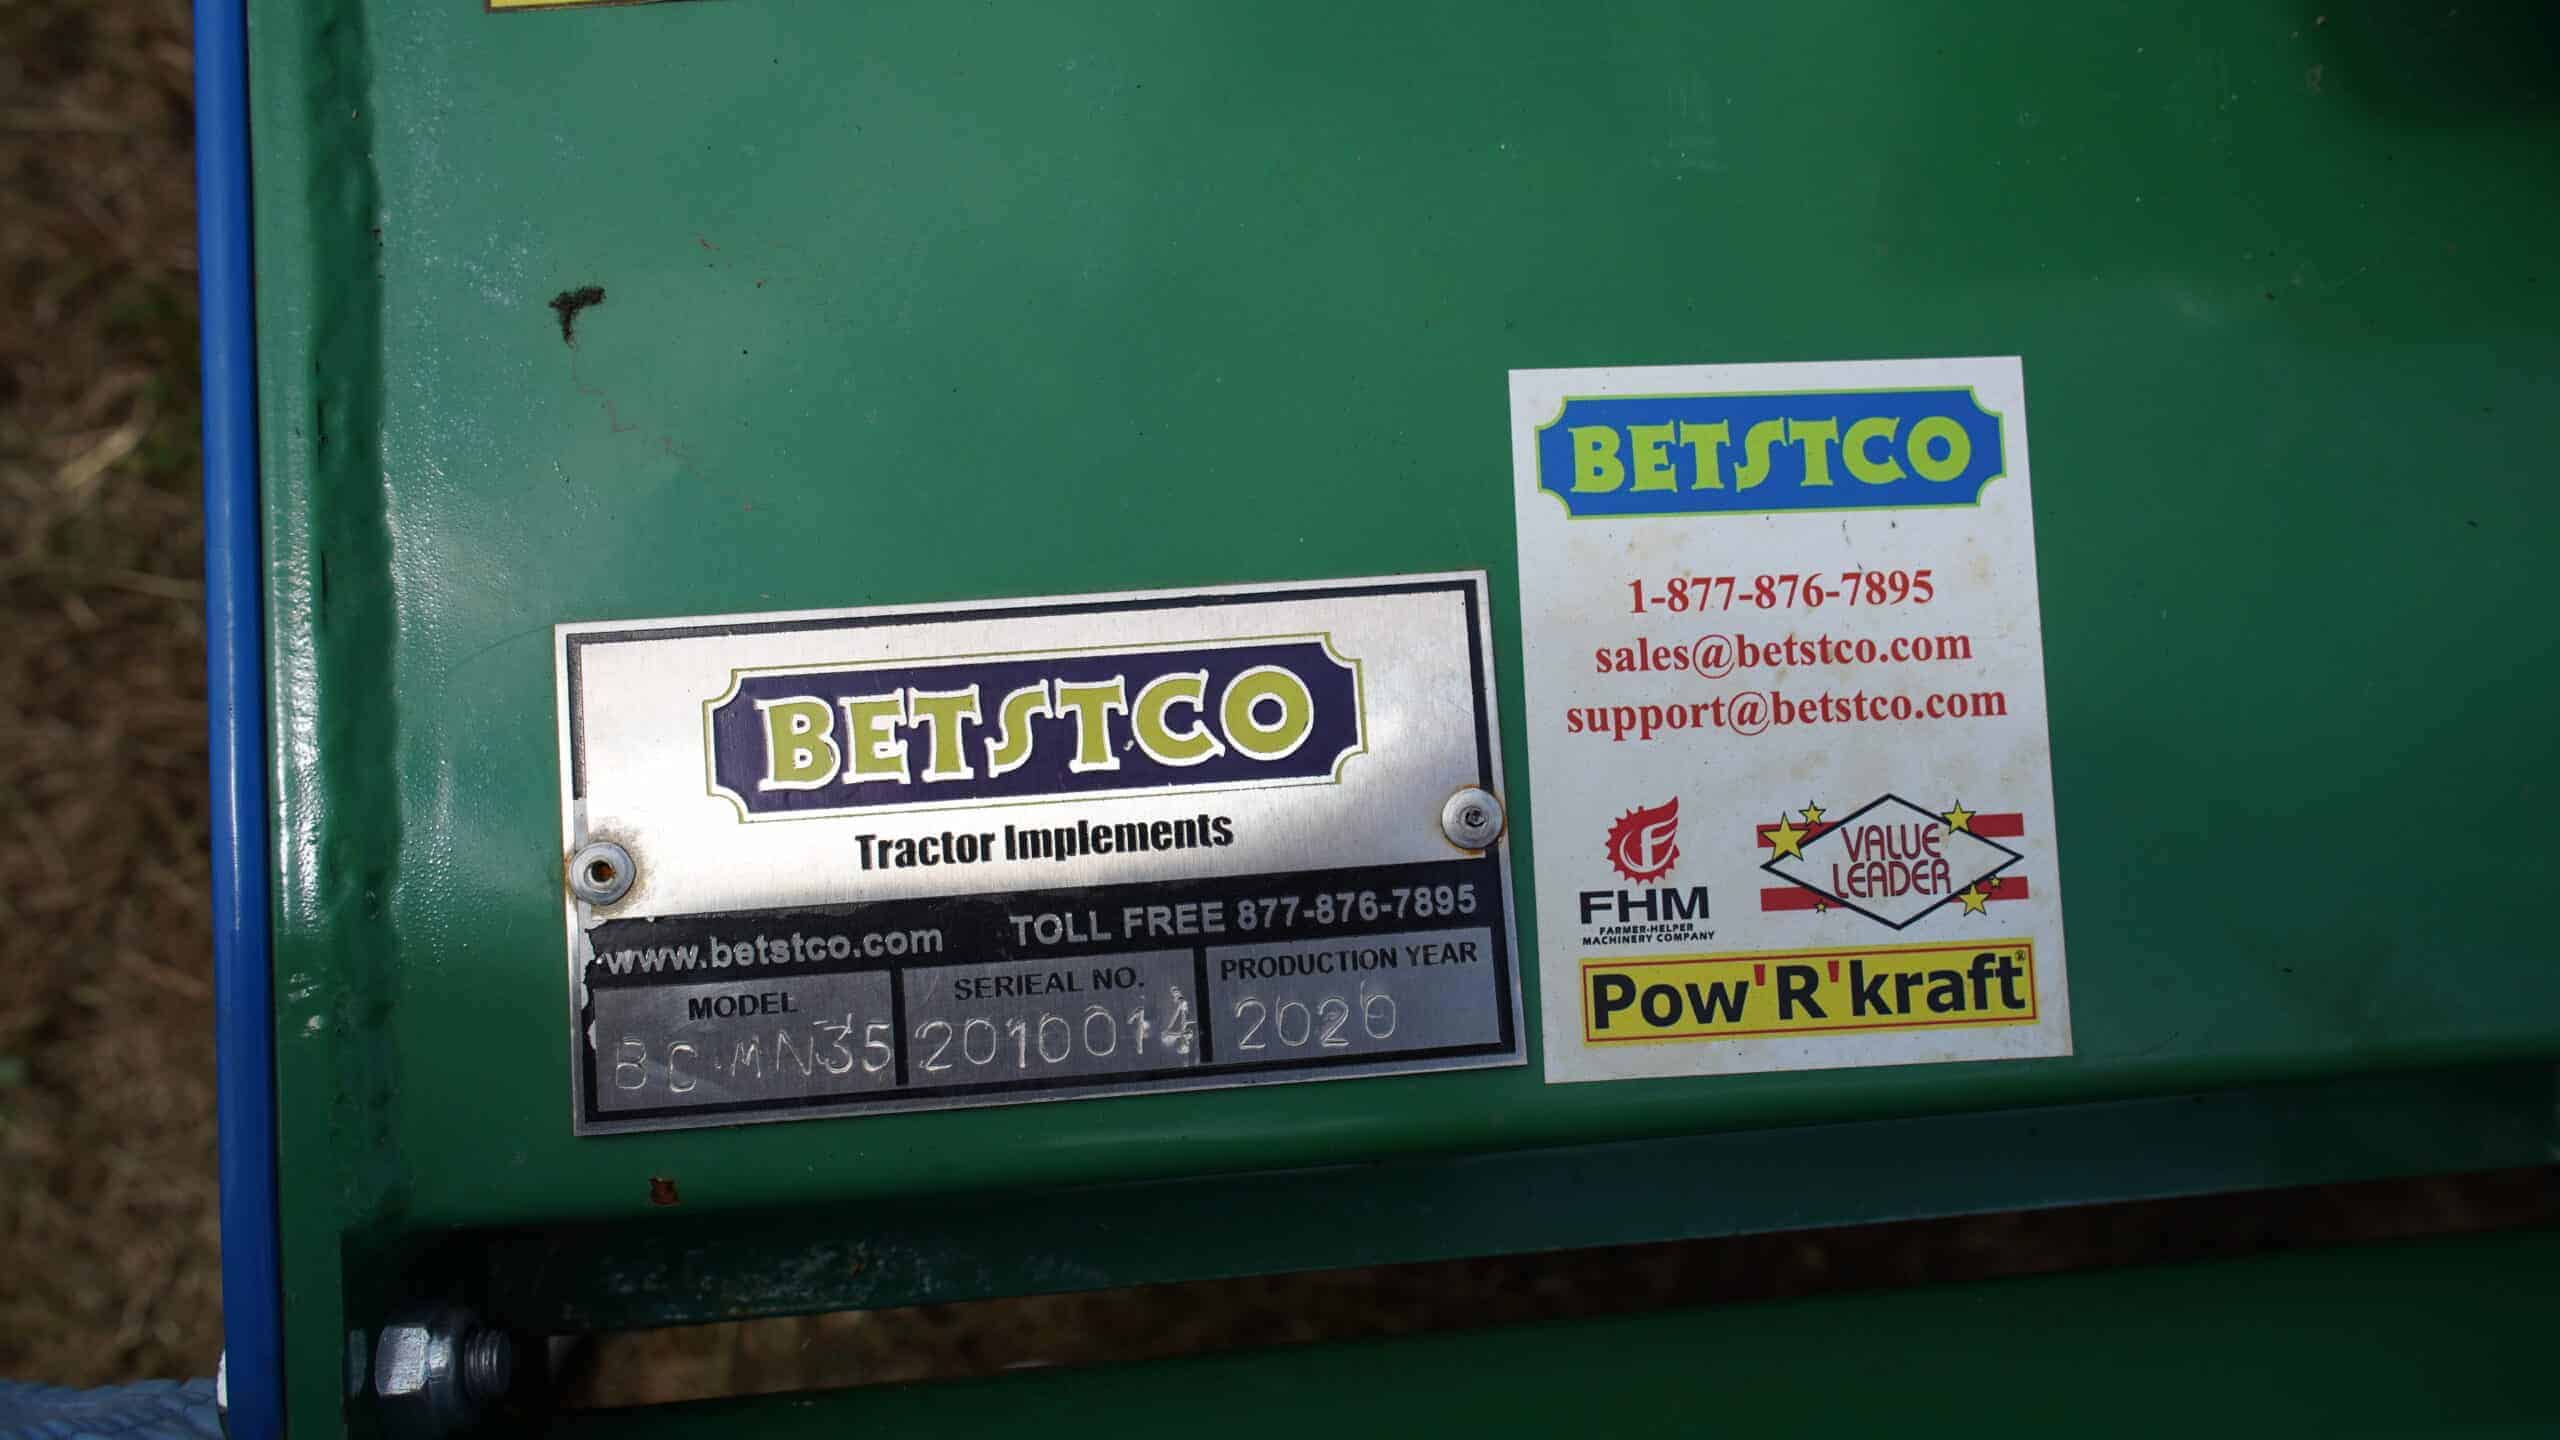 BETSTCO
Tractor Implements
www.betstco.com TOLL FREE 877-876-7895
MODEL SERIEAL NO. PRODUCTION YEAR
BC-MN35 2010014 2020
BETSTCO
1-877-876-7895
sales@betstco.com
support@betstco.com
F
FHM
FARMER-HELPER
MACHINERY COMPANY
VALUE
LEADER
Pow'R'kraft®